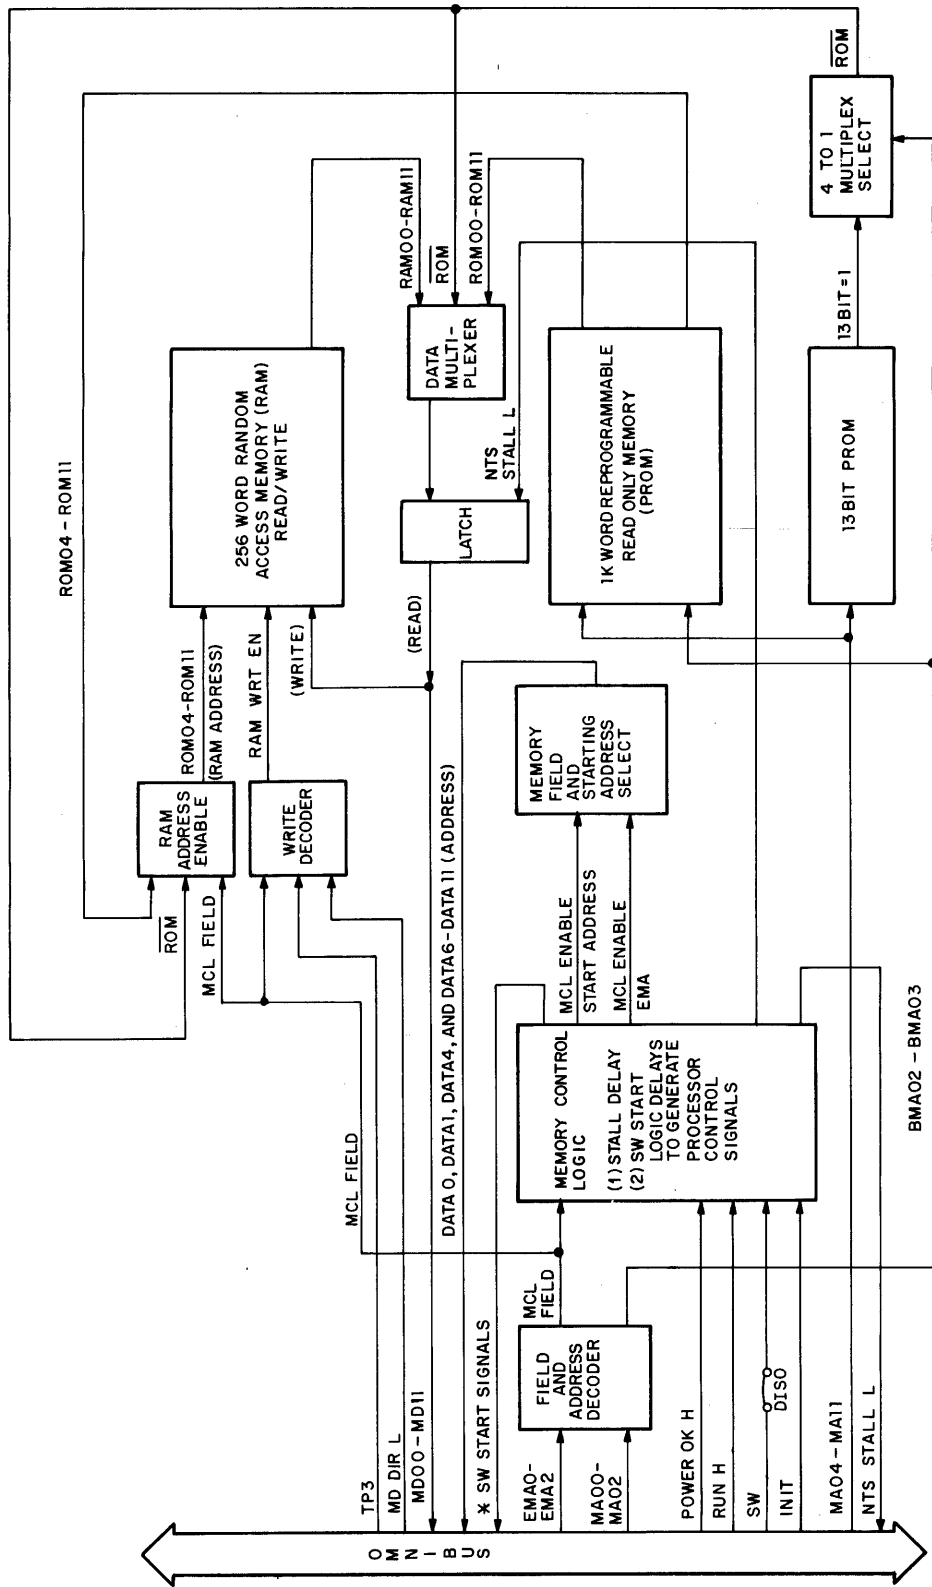 OMNIBUS
TP3
MD DIR L
MD00-MD11
DATA 0, DATA1, DATA4, AND DATA6-DATA 11 (ADDRESS)
* SW START SIGNALS
EMA0-
EMA2
MA00-
MA02
POWER OK H
RUN H
SW
DISO
INIT
MA04-MA11
NTS STALL L
FIELD
AND
ADDRESS
DECODER
MCL
FIELD
MCL FIELD
MEMORY CONTROL
LOGIC
(1) STALL DELAY
(2) SW START
LOGIC DELAYS
TO GENERATE
PROCESSOR
CONTROL
SIGNALS
BMA02-BMA03
MCL ENABLE
START ADDRESS
MCL ENABLE
EMA
MEMORY
FIELD
AND
STARTING
ADDRESS
SELECT
ROM
MCL FIELD
RAM
ADDRESS
ENABLE
WRITE
DECODER
ROM04-ROM11
ROM04-ROM11
(RAM ADDRESS)
RAM WRT EN
(WRITE)
(READ)
256 WORD RANDOM
ACCESS MEMORY (RAM)
READ/WRITE
LATCH
NTS
STALL L
DATA
MULTI-
PLEXER
RAM00-RAM11
ROM
ROM00-ROM11
1K WORD REPROGRAMMABLE
READ ONLY MEMORY
(PROM)
13BIT PROM
13BIT=1
4 TO 1
MULTIPLEX
SELECT
ROM